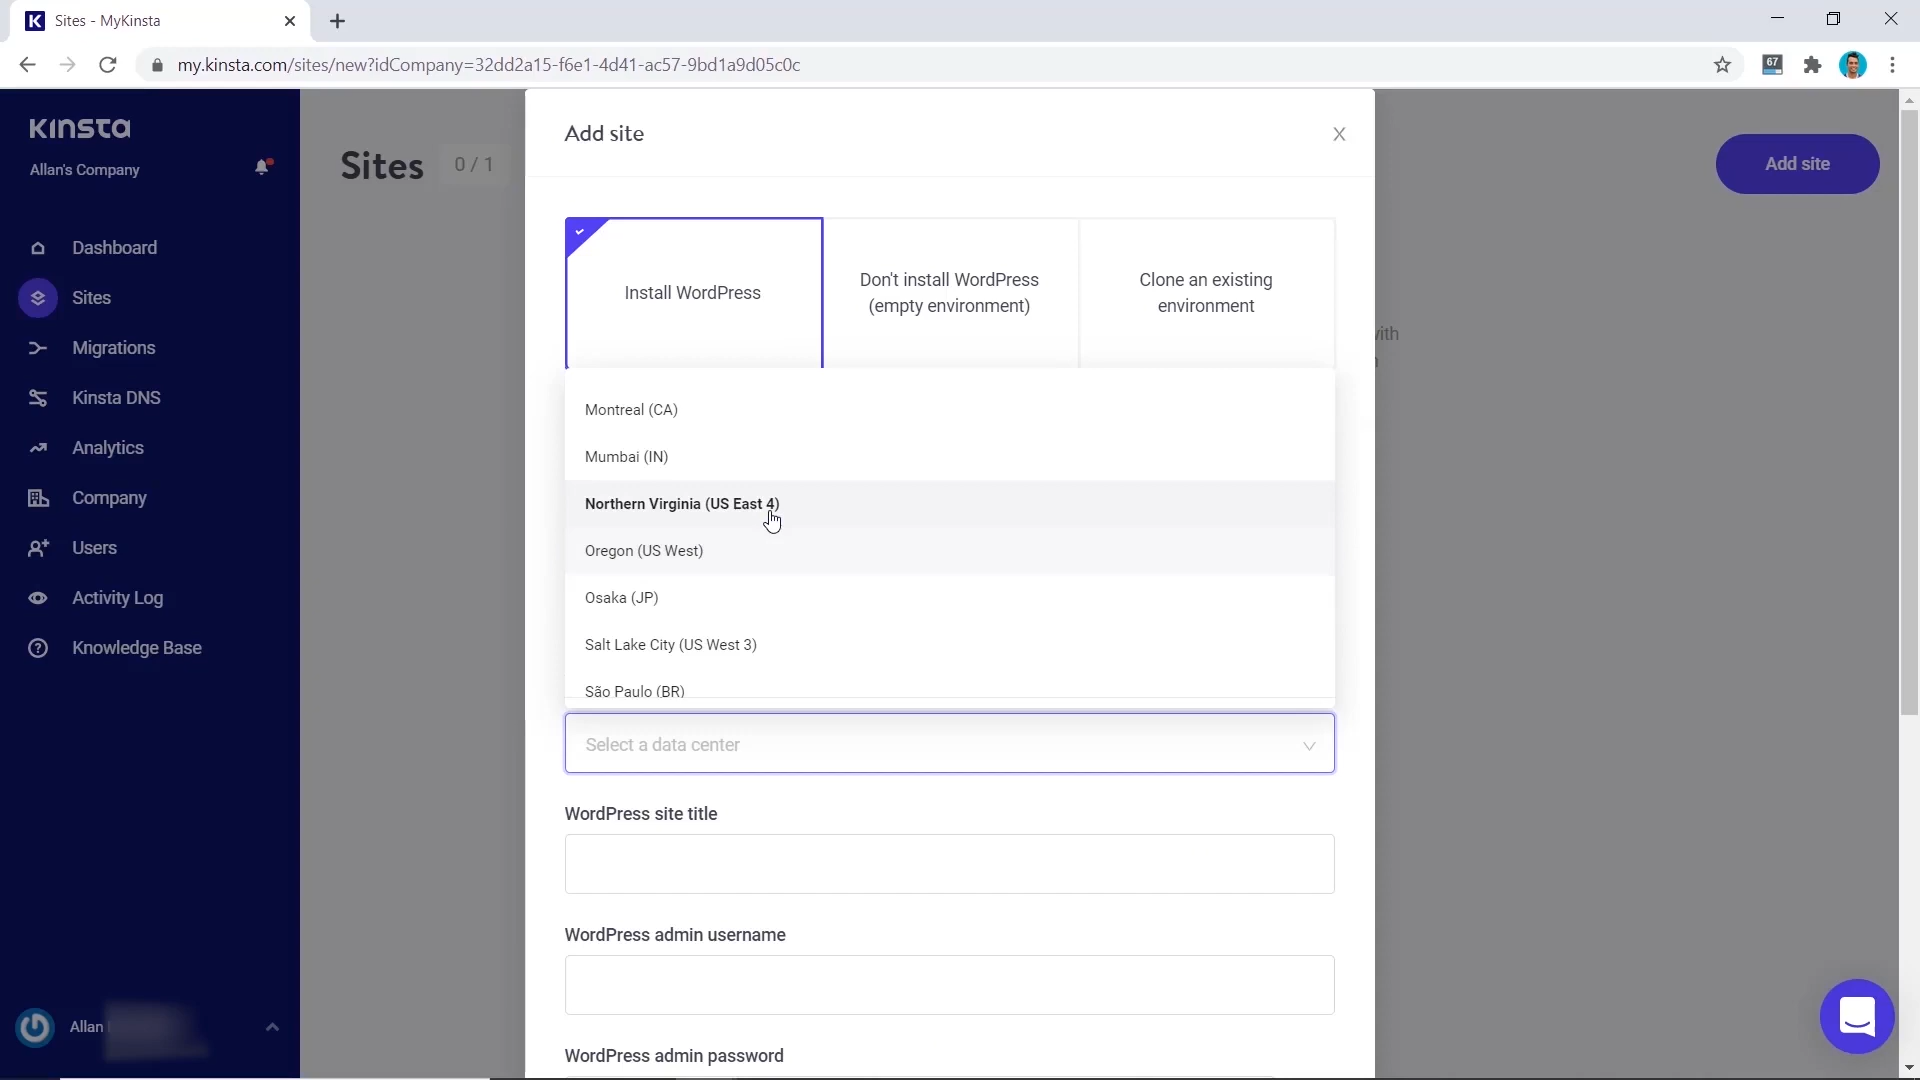 Sites - MyKinsta
my.kinsta.com/sites/new?idCompany=32dd2a15-f6e1-4d41-ac57-9bd1a9d05c0c
67
KINSTA
Allan's Company
Dashboard
Sites
Migrations
Kinsta DNS
Analytics
Company
Users
Activity Log
Knowledge Base
Allan
Sites
0 / 1
Add site
Add site
Install WordPress
Don't install WordPress
(empty environment)
Clone an existing
environment
with
Montreal (CA)
Mumbai (IN)
Northern Virginia (US East 4)
Oregon (US West)
Osaka (JP)
Salt Lake City (US West 3)
São Paulo (BR)
Select a data center
WordPress site title
WordPress admin username
WordPress admin password